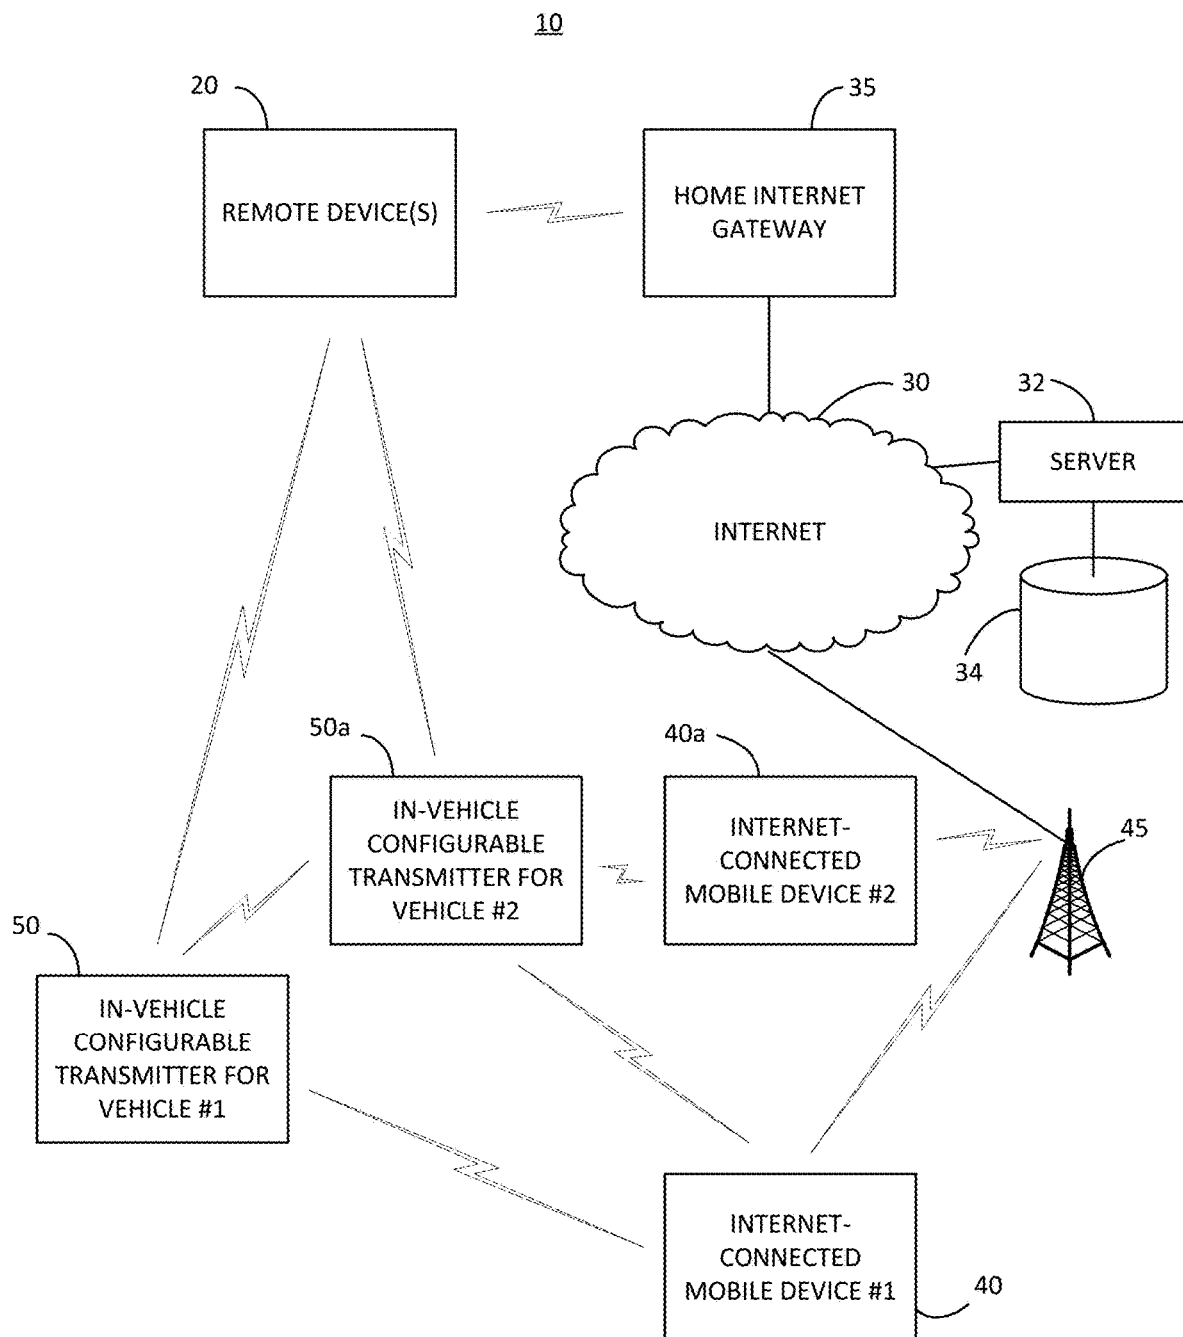 10
20
35
REMOTE DEVICE(S)
HOME INTERNET
GATEWAY
30
32
SERVER
INTERNET
34
50a
40a
IN-VEHICLE
CONFIGURABLE
TRANSMITTER FOR
VEHICLE #2
INTERNET-
CONNECTED
MOBILE DEVICE #2
45
50
IN-VEHICLE
CONFIGURABLE
TRANSMITTER FOR
VEHICLE #1
INTERNET-
CONNECTED
MOBILE DEVICE #1
40